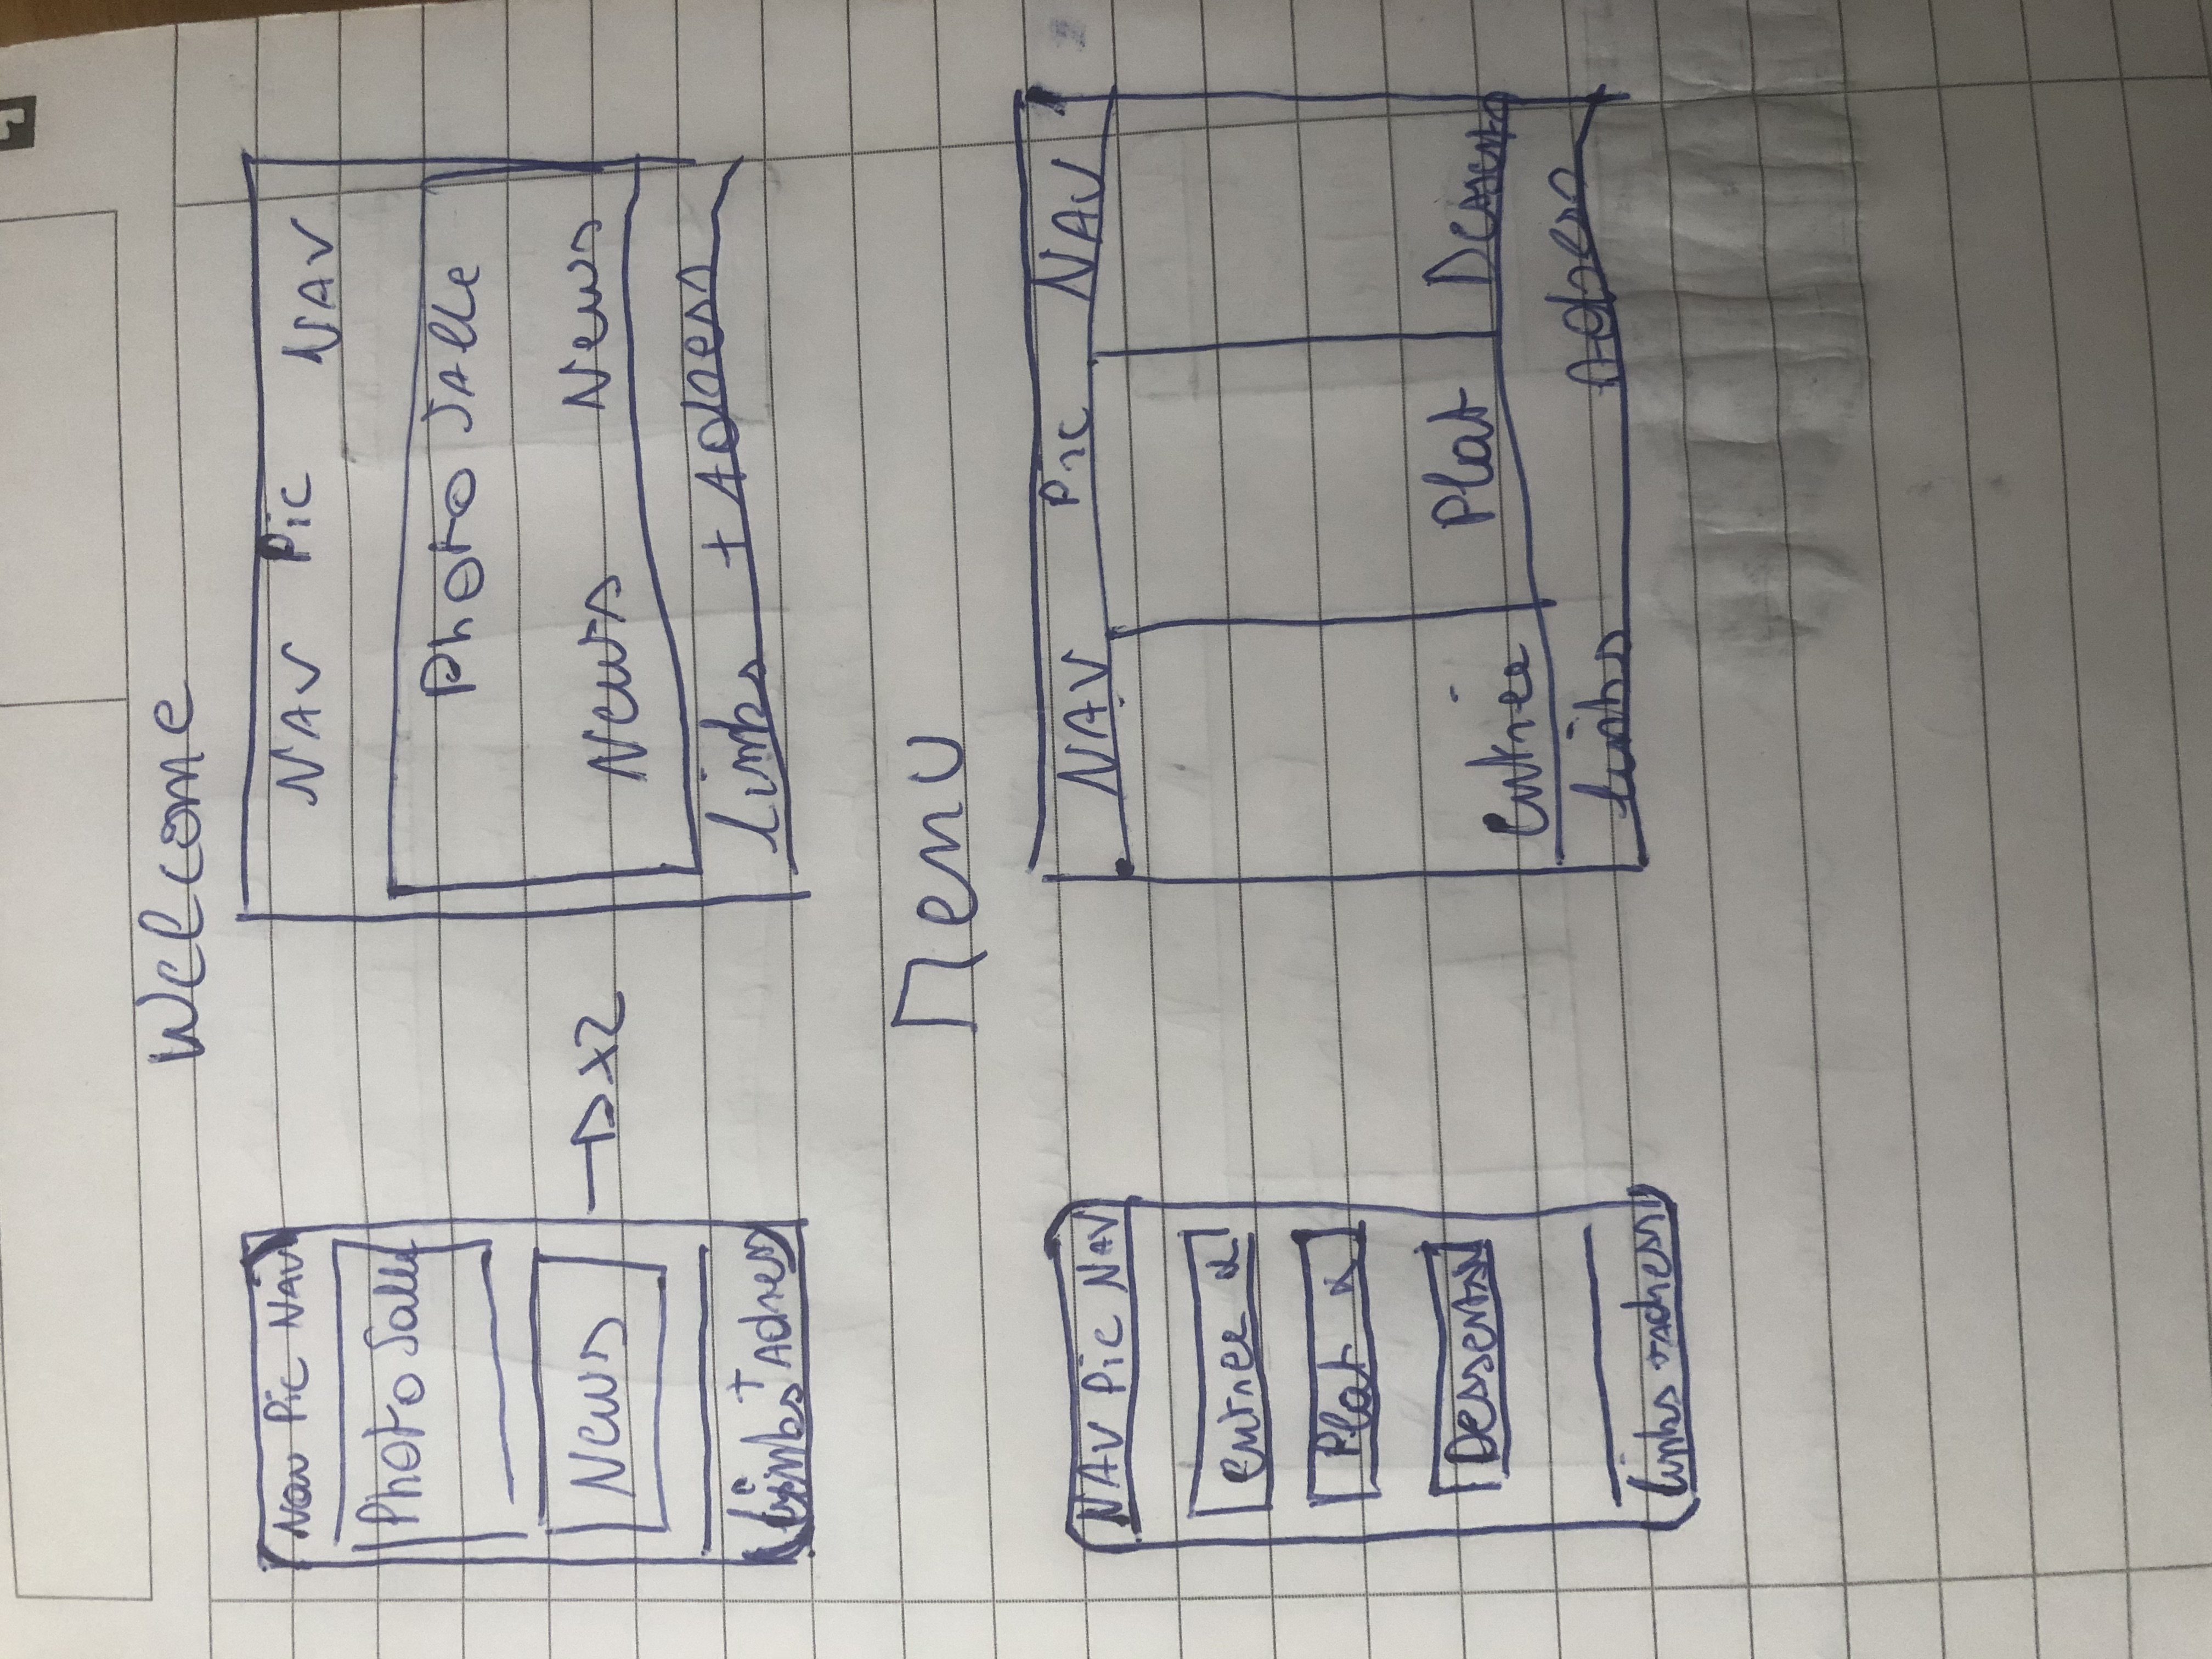 Welcome
Nav Pic NAV
Photo Salle
News
→ x2
Links + Adress
NAV Pic NAV
Photo SAlle
News News
Links + Adress
Menu
NAV Pic NAV
entree
Plat
Desserts
Links + adress
NAV Pic NAV
Entrée Plat Desserts
Links Adress